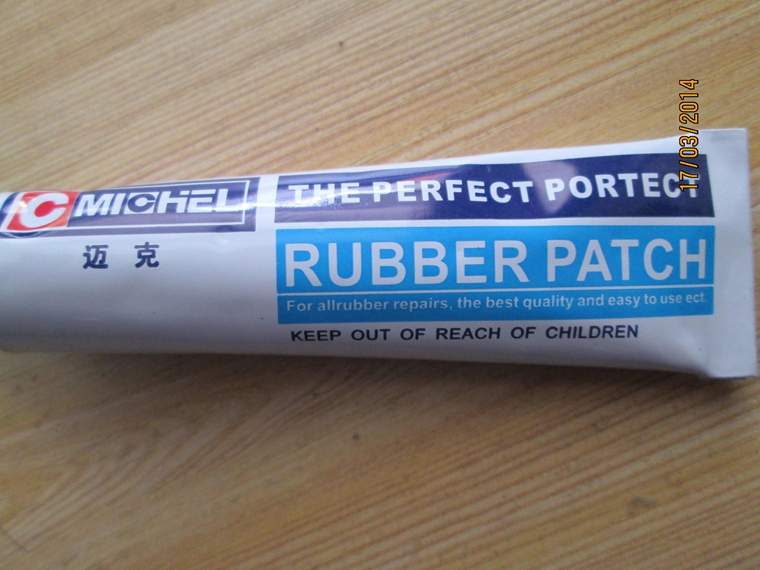 C MICHEL
迈 克
THE PERFECT PORTECT
RUBBER PATCH
For allrubber repairs, the best quality and easy to use ect.
KEEP OUT OF REACH OF CHILDREN
17/03/2014